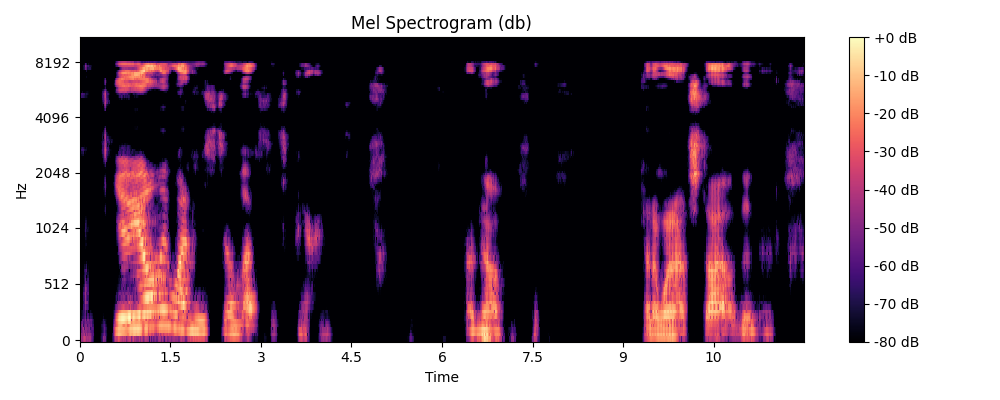 Mel Spectrogram (db)
+0 dB
8192
-10 dB
4096
-20 dB
-30 dB
2048
Hz
-40 dB
1024
-50 dB
-60 dB
512
-70 dB
0
-80 dB
0 1.5 3 4.5 6 7.5 9 10
Time